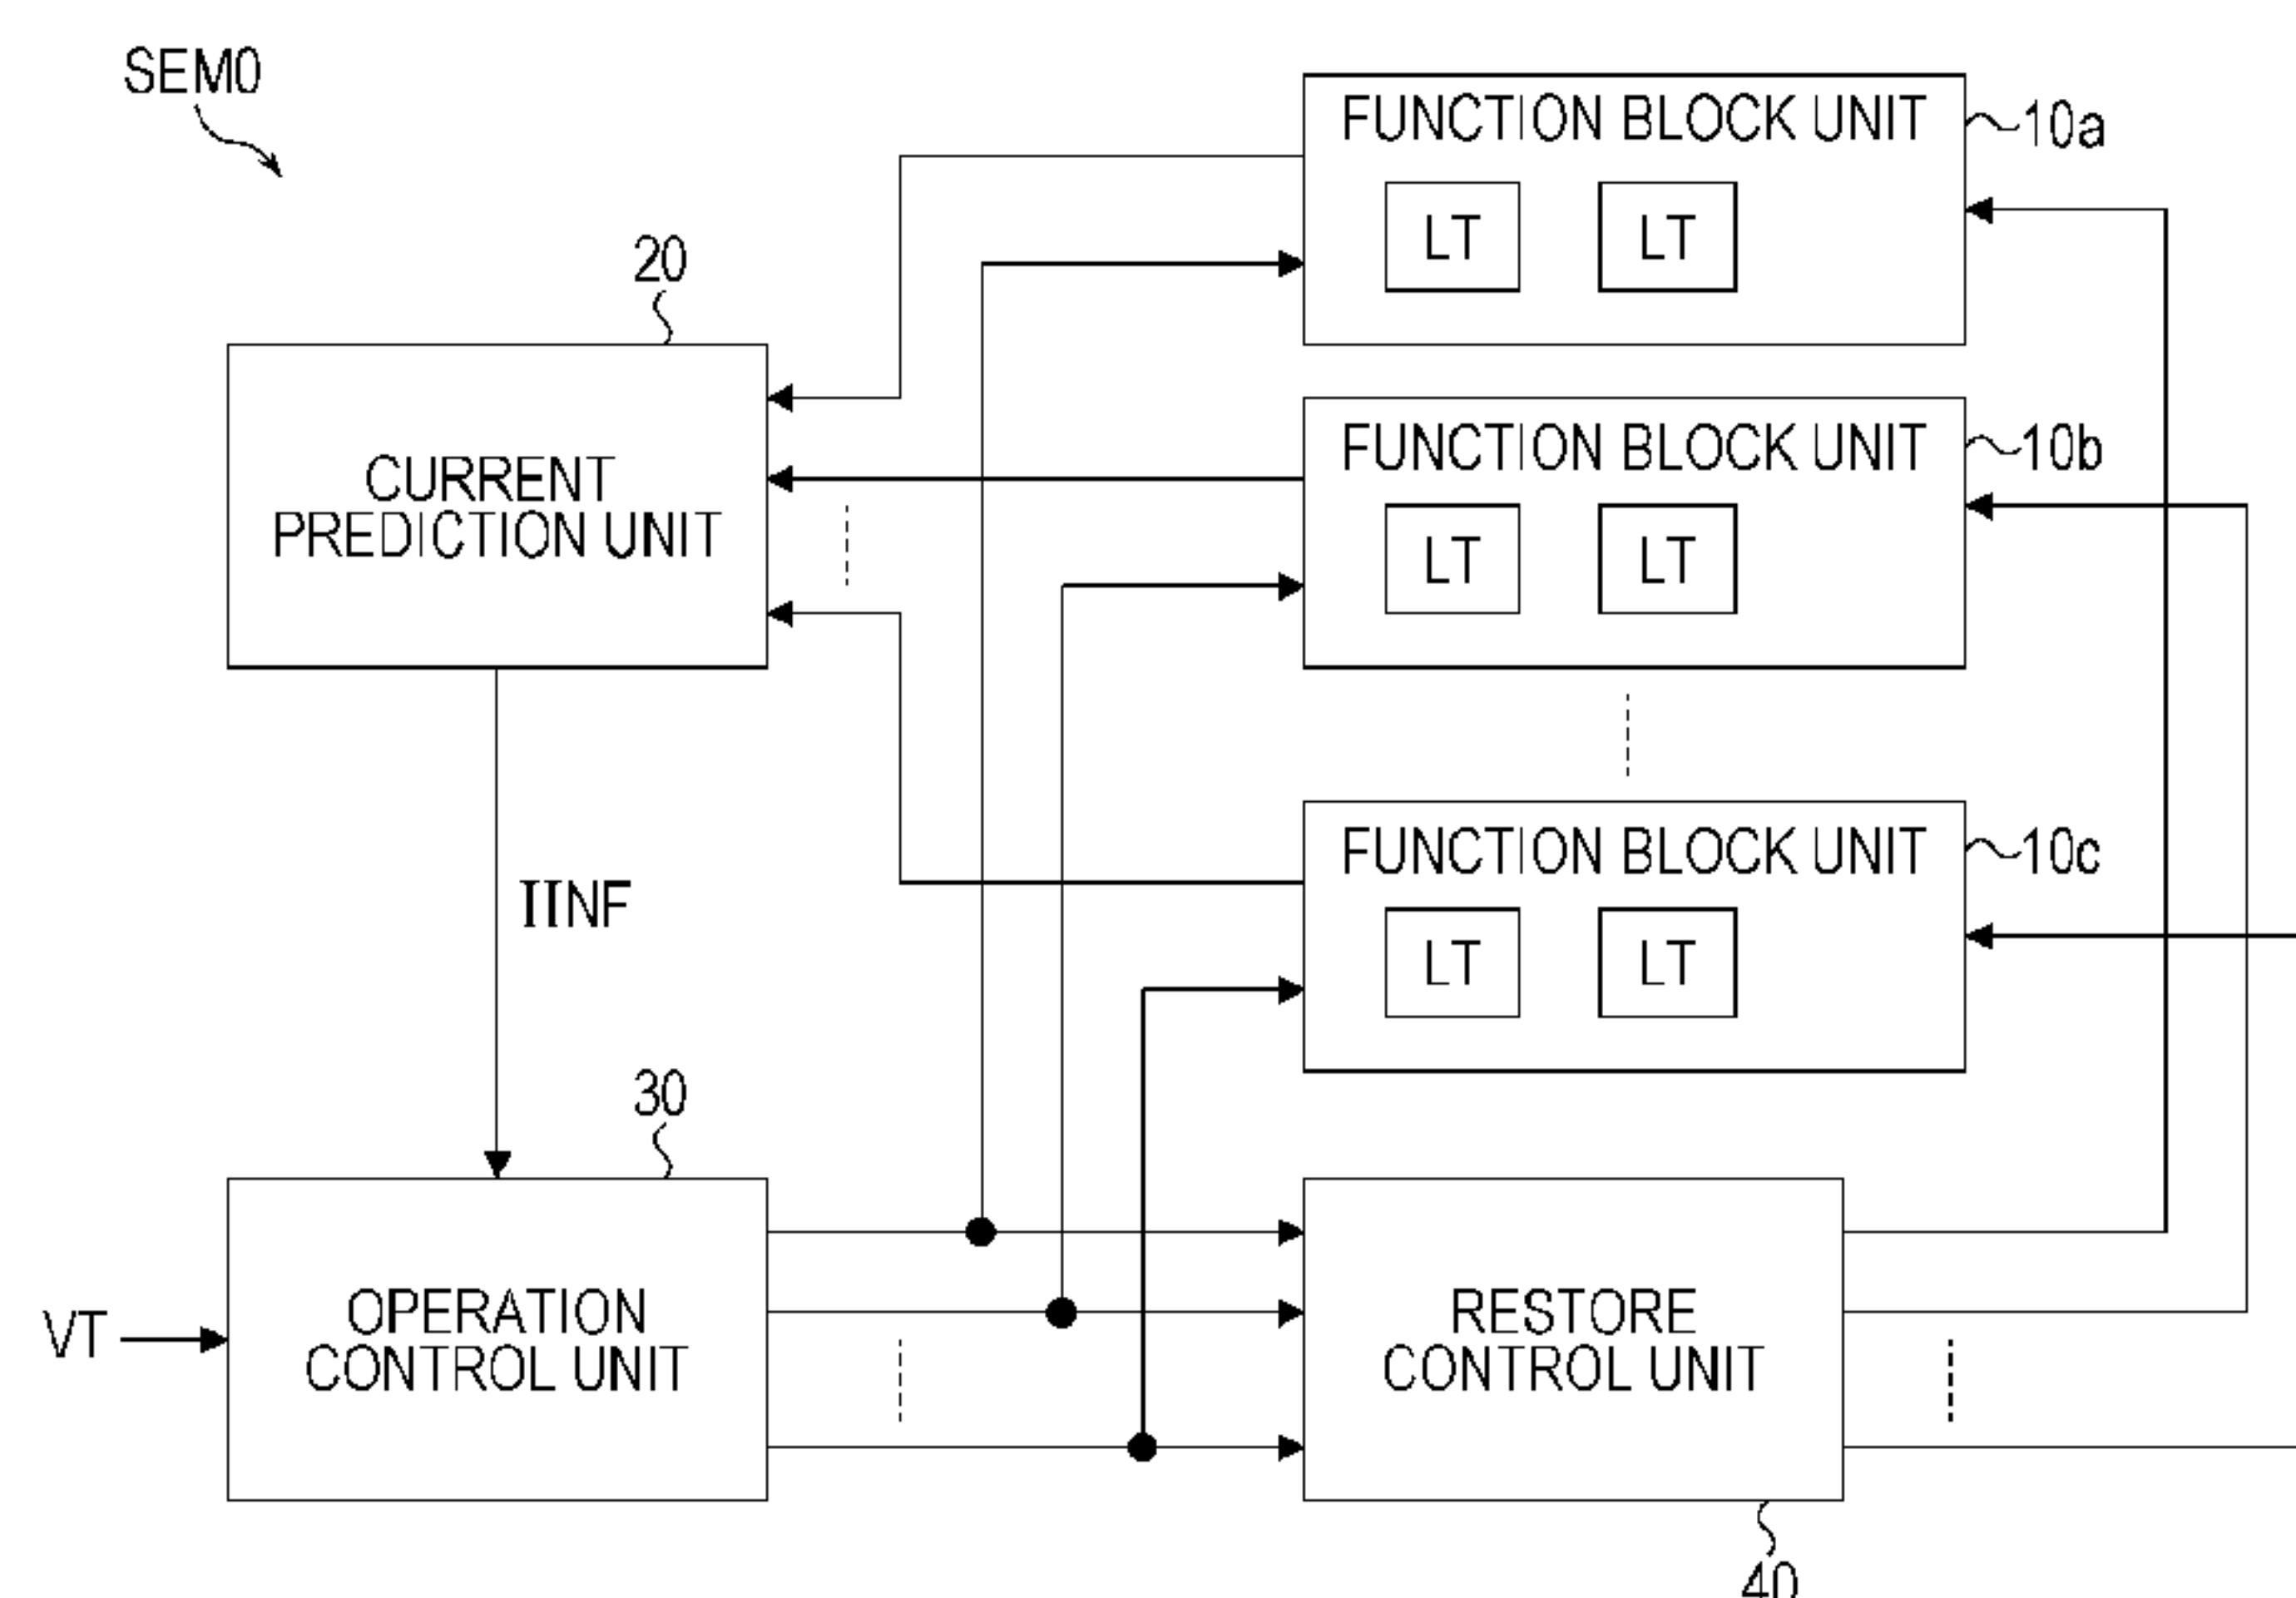 SEM0
FUNCTION BLOCK UNIT
10a
LT LT
20
CURRENT
PREDICTION UNIT
FUNCTION BLOCK UNIT
10b
LT LT
FUNCTION BLOCK UNIT
10c
LT LT
IINF
30
VT
OPERATION
CONTROL UNIT
RESTORE
CONTROL UNIT
40